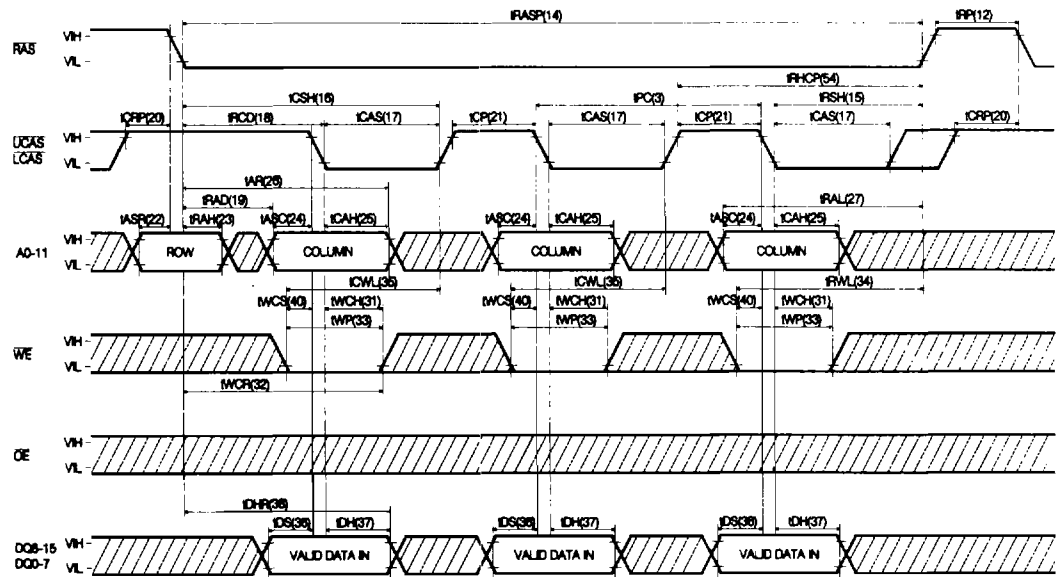 tRASP(14) tRP(12)
RAS VIH VIL
tRHCP(54)
tCSH(16) tPC(3) tRSH(15)
tCRP(20) tRCD(18) tCAS(17) tCP(21) tCAS(17) tCP(21) tCAS(17) tCRP(20)
UCAS VIH
LCAS VIL
tAR(26)
tRAD(19) tRAL(27)
tASR(22) tRAH(23) tASC(24) tCAH(25) tASC(24) tCAH(25) tASC(24) tCAH(25)
A0-11 VIH VIL ROW COLUMN COLUMN COLUMN
tCWL(35) tCWL(35) tRWL(34)
tWCS(40) tWCH(31) tWCS(40) tWCH(31) tWCS(40) tWCH(31)
tWP(33) tWP(33) tWP(33)
WE VIH VIL
tWCR(32)
OE VIH VIL
tDHR(38)
tDS(36) tDH(37) tDS(36) tDH(37) tDS(36) tDH(37)
DQ8-15 VIH
DQ0-7 VIL
VALID DATA IN VALID DATA IN VALID DATA IN